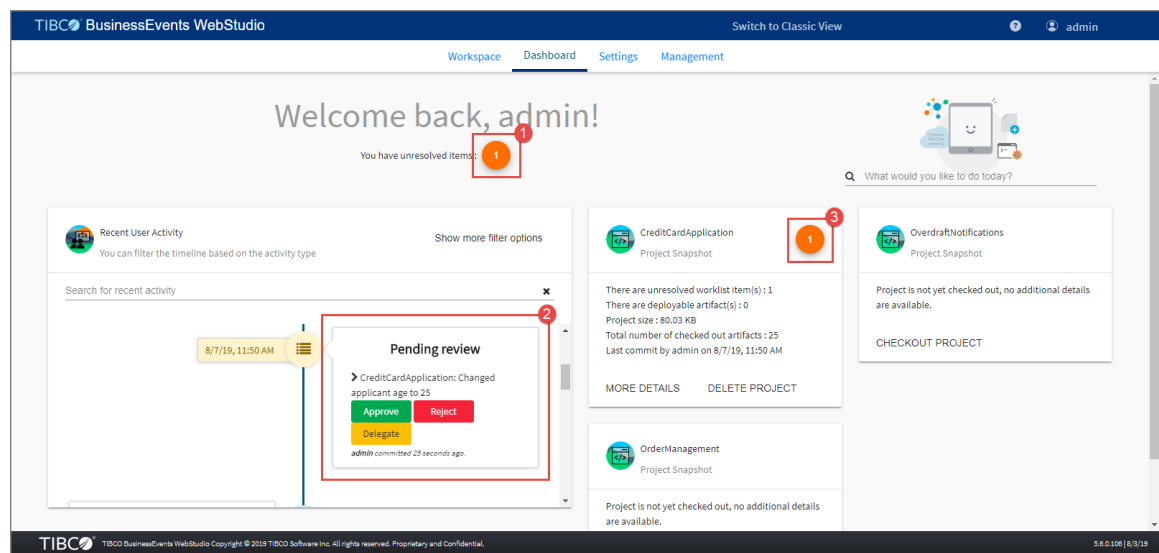 TIBCO BusinessEvents WebStudio
Switch to Classic View
?
admin
Workspace
Dashboard
Settings
Management
Welcome back, admin!
1
You have unresolved items :
1
What would you like to do today?
Recent User Activity
You can filter the timeline based on the activity type
Show more filter options
Search for recent activity
2
8/7/19, 11:50 AM
Pending review
CreditCardApplication: Changed
applicant age to 25
Approve
Reject
Delegate
admin committed 25 seconds ago.
CreditCardApplication
Project Snapshot
3
1
There are unresolved worklist item(s) : 1
There are deployable artifact(s) : 0
Project size : 80.03 KB
Total number of checked out artifacts : 25
Last commit by admin on 8/7/19, 11:50 AM
MORE DETAILS
DELETE PROJECT
OverdraftNotifications
Project Snapshot
Project is not yet checked out, no additional details
are available.
CHECKOUT PROJECT
OrderManagement
Project Snapshot
Project is not yet checked out, no additional details
are available.
TIBCO
TIBCO BusinessEvents WebStudio Copyright © 2019 TIBCO Software Inc. All rights reserved. Proprietary and Confidential.
5.6.0.106 | 8/3/19